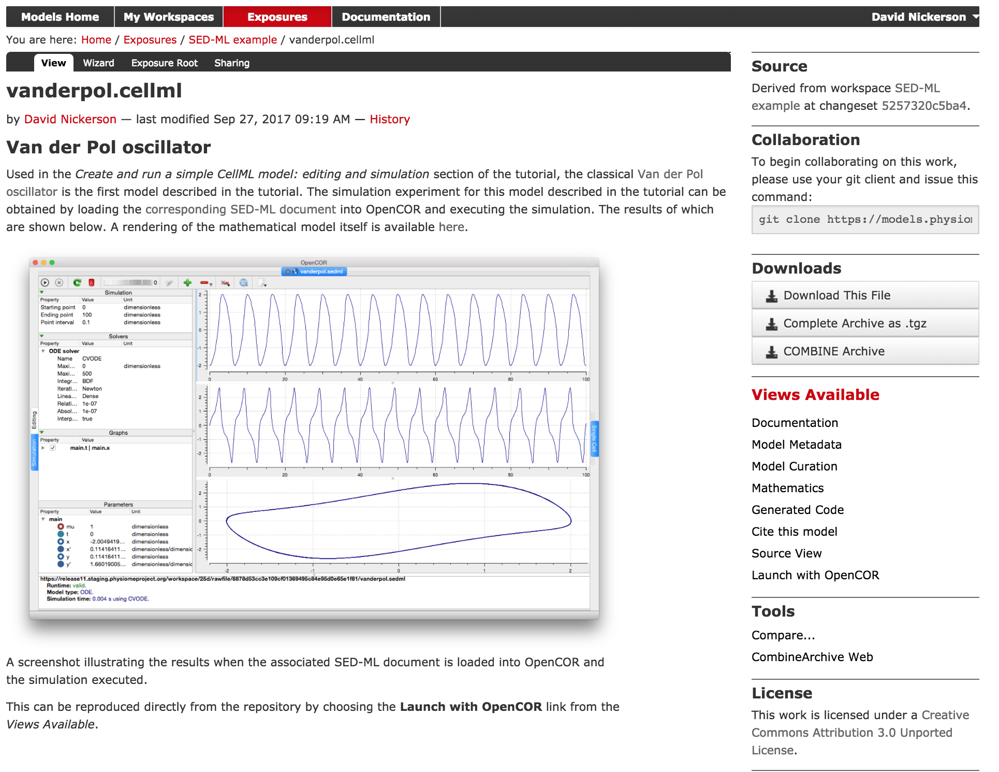 Models Home
My Workspaces
Exposures
Documentation
David Nickerson
You are here: Home / Exposures / SED-ML example / vanderpol.cellml
View
Wizard
Exposure Root
Sharing
vanderpol.cellml
by David Nickerson — last modified Sep 27, 2017 09:19 AM — History
Van der Pol oscillator
Used in the Create and run a simple CellML model: editing and simulation section of the tutorial, the classical Van der Pol
oscillator is the first model described in the tutorial. The simulation experiment for this model described in the tutorial can be
obtained by loading the corresponding SED-ML document into OpenCOR and executing the simulation. The results of which
are shown below. A rendering of the mathematical model itself is available here.
OpenCOR
vanderpol.sedml
0
Simulation
Property Value Unit
Starting point 0 dimensionless
Ending point 100 dimensionless
Point interval 0.1 dimensionless
Solvers
Property Value Unit
ODE solver
Name CVODE
Maxi... 0 dimensionless
Maxi... 500
Integr... BDF
Iterati... Newton
Linea... Dense
Relati... 1e-07
Absol... 1e-07
Interp... true
Graphs
Property Value
main.t | main.x
Parameters
Property Value Unit
main
mu 1 dimensionless
t 0 dimensionless
x -2.0049419... dimensionless
x' 0.11416411... dimensionless/dimensic
y 0.11416411... dimensionless
y' 1.66019005... dimensionless/dimensic
Editing
Simulation
2
1
0
-1
-2
0 20 40 60 80 100
2
1
0
-1
-2
0 20 40 60 80 100
2
1
0
-1
-2
-2 -1 0 1 2
Single Cell
https://release11.staging.physiomeproject.org/workspace/25d/rawfile/8878d53cc3e109cf01369495c84e95d0e65e1f81/vanderpol.sedml
Runtime: valid.
Model type: ODE.
Simulation time: 0.004 s using CVODE.
A screenshot illustrating the results when the associated SED-ML document is loaded into OpenCOR and
the simulation executed.
This can be reproduced directly from the repository by choosing the Launch with OpenCOR link from the
Views Available.
Source
Derived from workspace SED-ML
example at changeset 5257320c5ba4.
Collaboration
To begin collaborating on this work,
please use your git client and issue this
command:
git clone https://models.physio
Downloads
Download This File
Complete Archive as .tgz
COMBINE Archive
Views Available
Documentation
Model Metadata
Model Curation
Mathematics
Generated Code
Cite this model
Source View
Launch with OpenCOR
Tools
Compare...
CombineArchive Web
License
This work is licensed under a Creative
Commons Attribution 3.0 Unported
License.